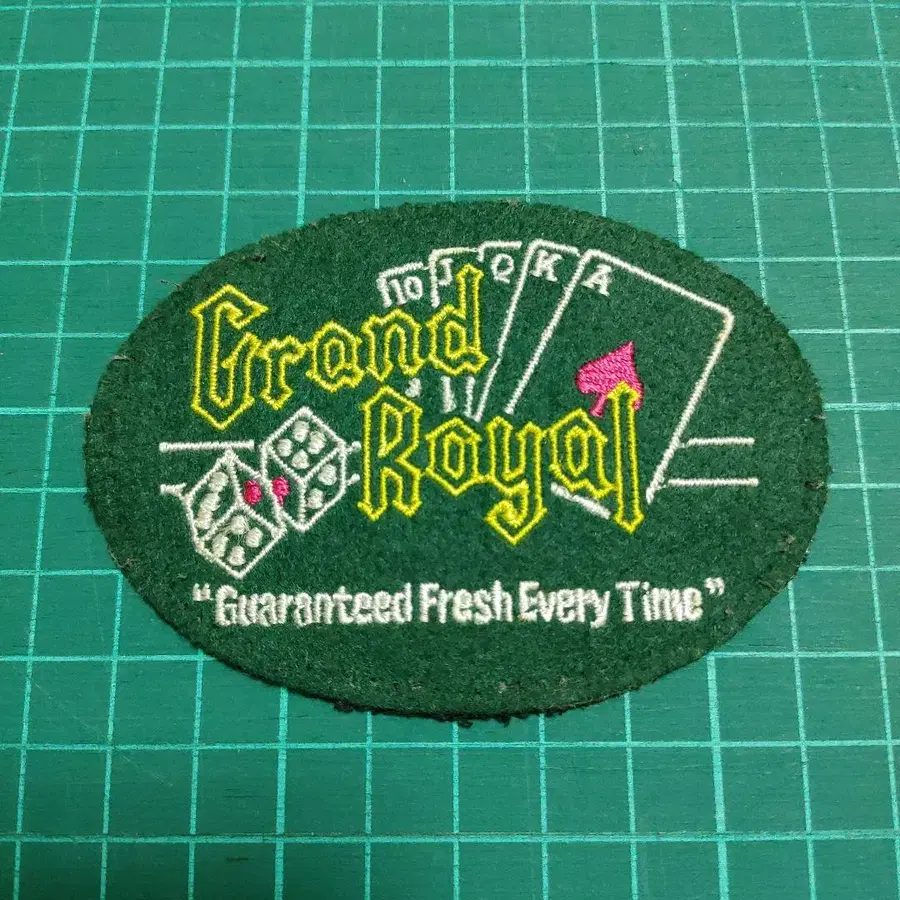 10 J Q K A
Grand
Royal
"Guaranteed Fresh Every Time"